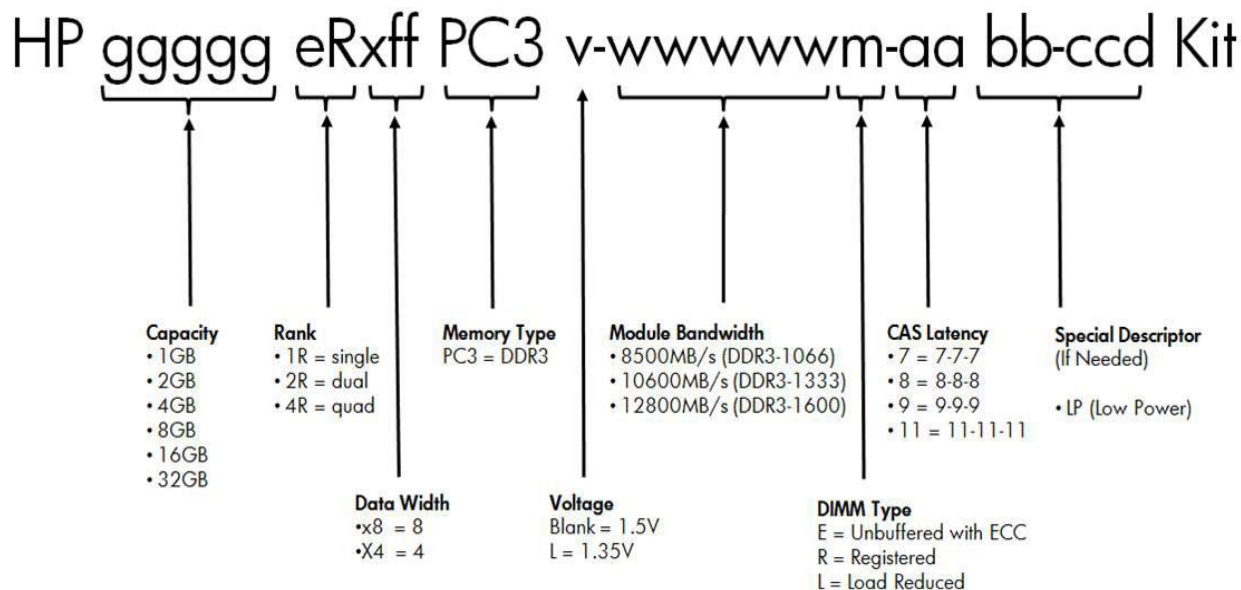 HP ggggg eRxff PC3 v-wwwwwm-aa bb-ccd Kit
Capacity
• 1GB
• 2GB
• 4GB
• 8GB
• 16GB
• 32GB
Rank
• 1R = single
• 2R = dual
• 4R = quad
Memory Type
PC3 = DDR3
Module Bandwidth
• 8500MB/s (DDR3-1066)
• 10600MB/s (DDR3-1333)
• 12800MB/s (DDR3-1600)
CAS Latency
• 7 = 7-7-7
• 8 = 8-8-8
• 9 = 9-9-9
• 11 = 11-11-11
Special Descriptor
(If Needed)
• LP (Low Power)
Data Width
•x8 = 8
•X4 = 4
Voltage
Blank = 1.5V
L = 1.35V
DIMM Type
E = Unbuffered with ECC
R = Registered
L = Load Reduced